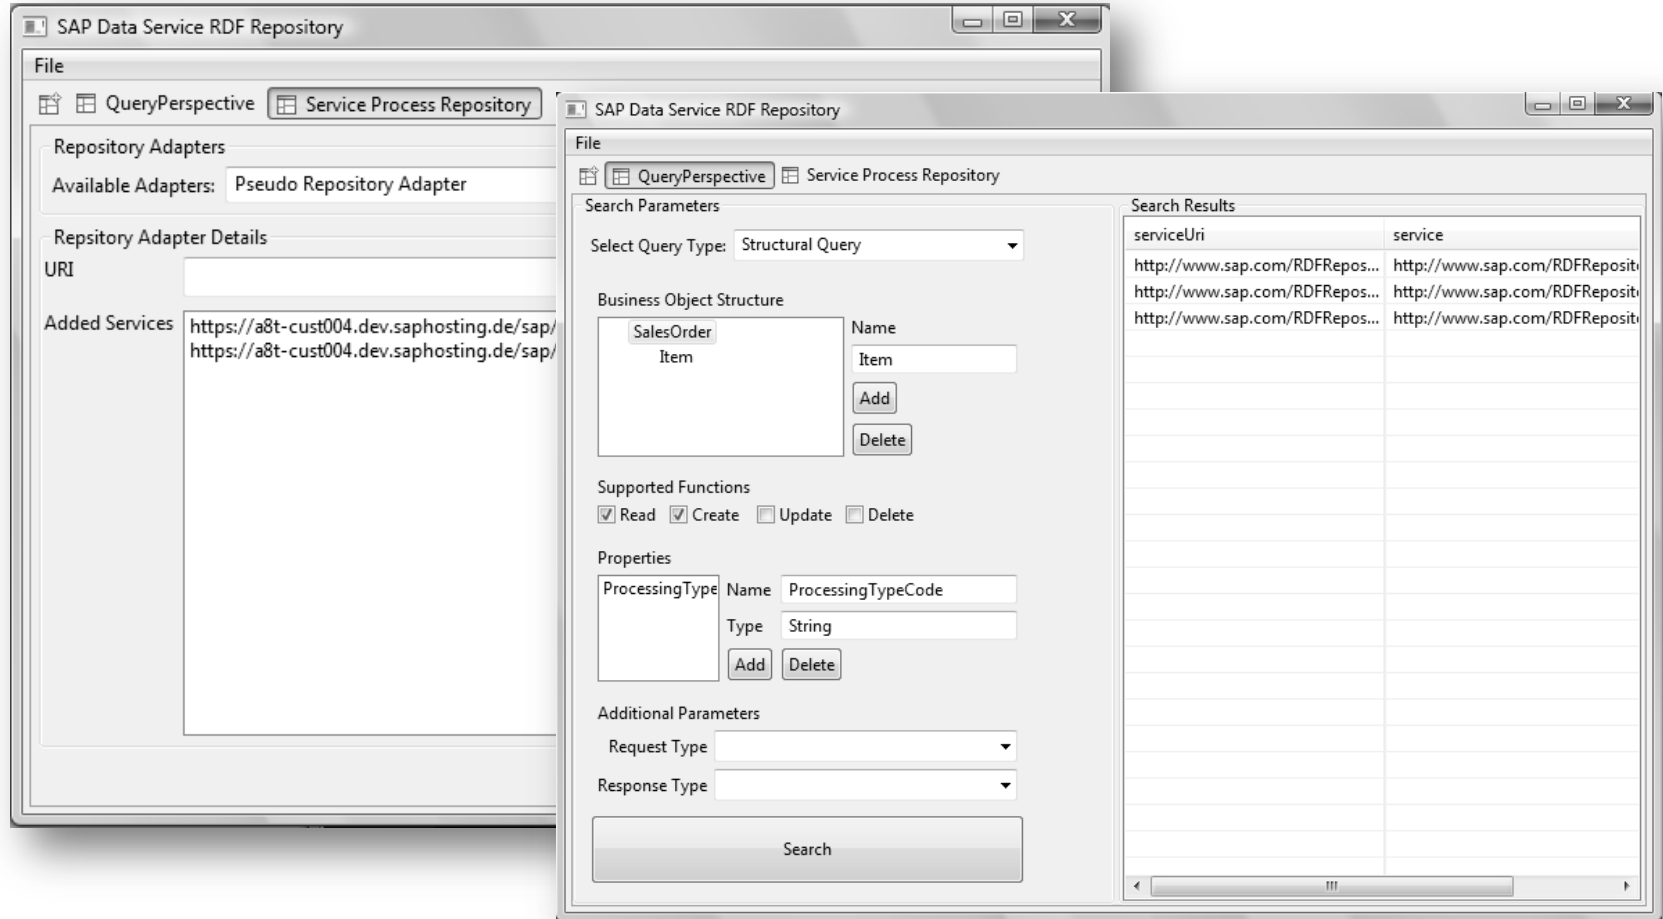 SAP Data Service RDF Repository
File
QueryPerspective Service Process Repository
Repository Adapters
Available Adapters: Pseudo Repository Adapter
Repsitory Adapter Details
URI
Added Services https://a8t-cust004.dev.saphosting.de/sap/
https://a8t-cust004.dev.saphosting.de/sap/
SAP Data Service RDF Repository
File
QueryPerspective Service Process Repository
Search Parameters
Select Query Type: Structural Query
Business Object Structure
SalesOrder
Item
Name
Item
Add
Delete
Supported Functions
Read Create Update Delete
Properties
ProcessingType Name ProcessingTypeCode
Type String
Add Delete
Additional Parameters
Request Type
Response Type
Search
Search Results
serviceUri service
http://www.sap.com/RDFRepos... http://www.sap.com/RDFReposit
http://www.sap.com/RDFRepos... http://www.sap.com/RDFReposit
http://www.sap.com/RDFRepos... http://www.sap.com/RDFReposit